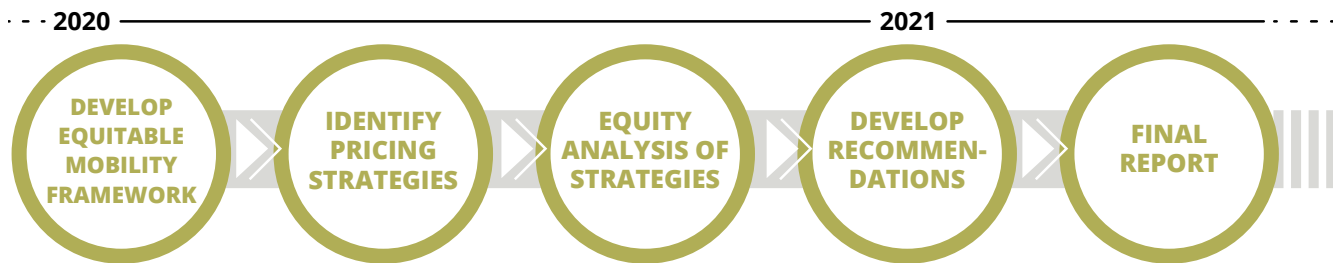 2020
2021
DEVELOP
EQUITABLE
MOBILITY
FRAMEWORK
IDENTIFY
PRICING
STRATEGIES
EQUITY
ANALYSIS OF
STRATEGIES
DEVELOP
RECOMMEN-
DATIONS
FINAL
REPORT